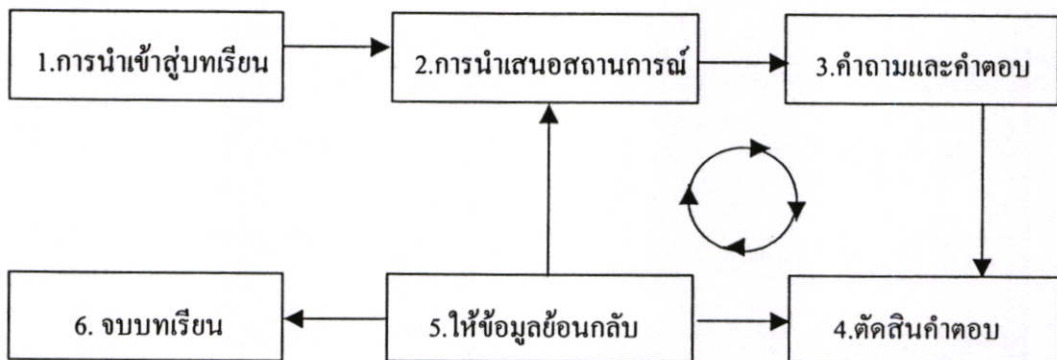 1.การนำเข้าสู่บทเรียน
2.การนำเสนอสถานการณ์
3.คำถามและคำตอบ
6. จบบทเรียน
5.ให้ข้อมูลย้อนกลับ
4.ตัดสินคำตอบ